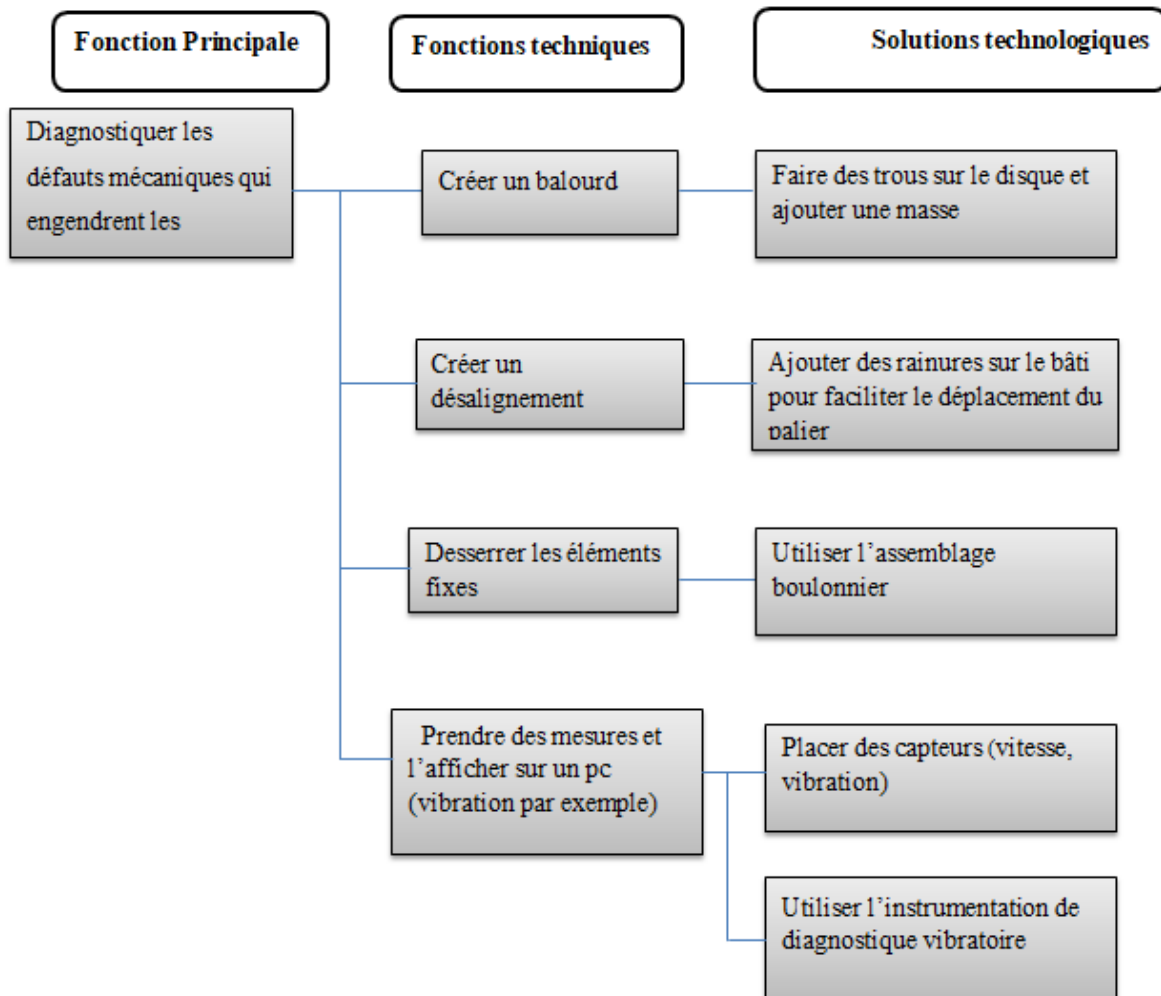 Fonction Principale
Fonctions techniques
Solutions technologiques
Diagnostiquer les
défauts mécaniques qui
engendrent les
Créer un balourd
Faire des trous sur le disque et
ajouter une masse
Créer un
désalignement
Ajouter des rainures sur le bâti
pour faciliter le déplacement du
palier
Desserrer les éléments
fixes
Utiliser l’assemblage
boulonnier
Prendre des mesures et
l’afficher sur un pc
(vibration par exemple)
Placer des capteurs (vitesse,
vibration)
Utiliser l’instrumentation de
diagnostique vibratoire